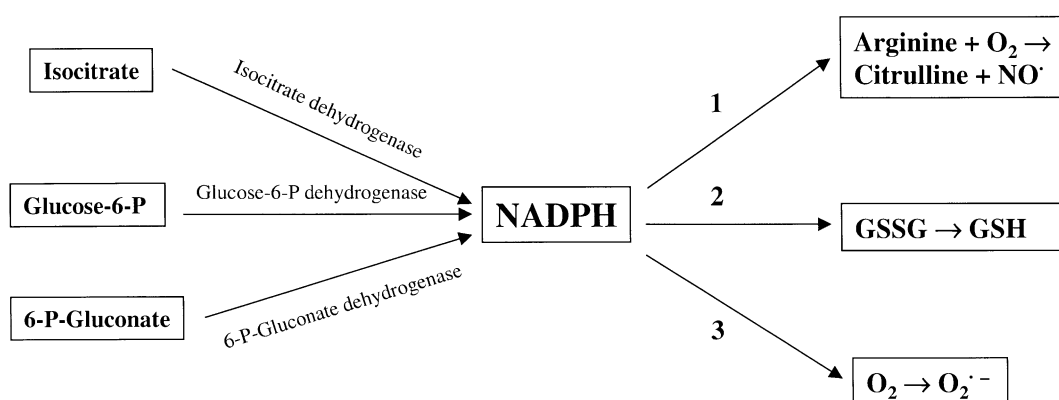 Isocitrate
Isocitrate dehydrogenase
Glucose-6-P
Glucose-6-P dehydrogenase
6-P-Gluconate
6-P-Gluconate dehydrogenase
NADPH
1
Arginine + O₂ →
Citrulline + NO˙
2
GSSG → GSH
3
O₂ → O₂˙⁻